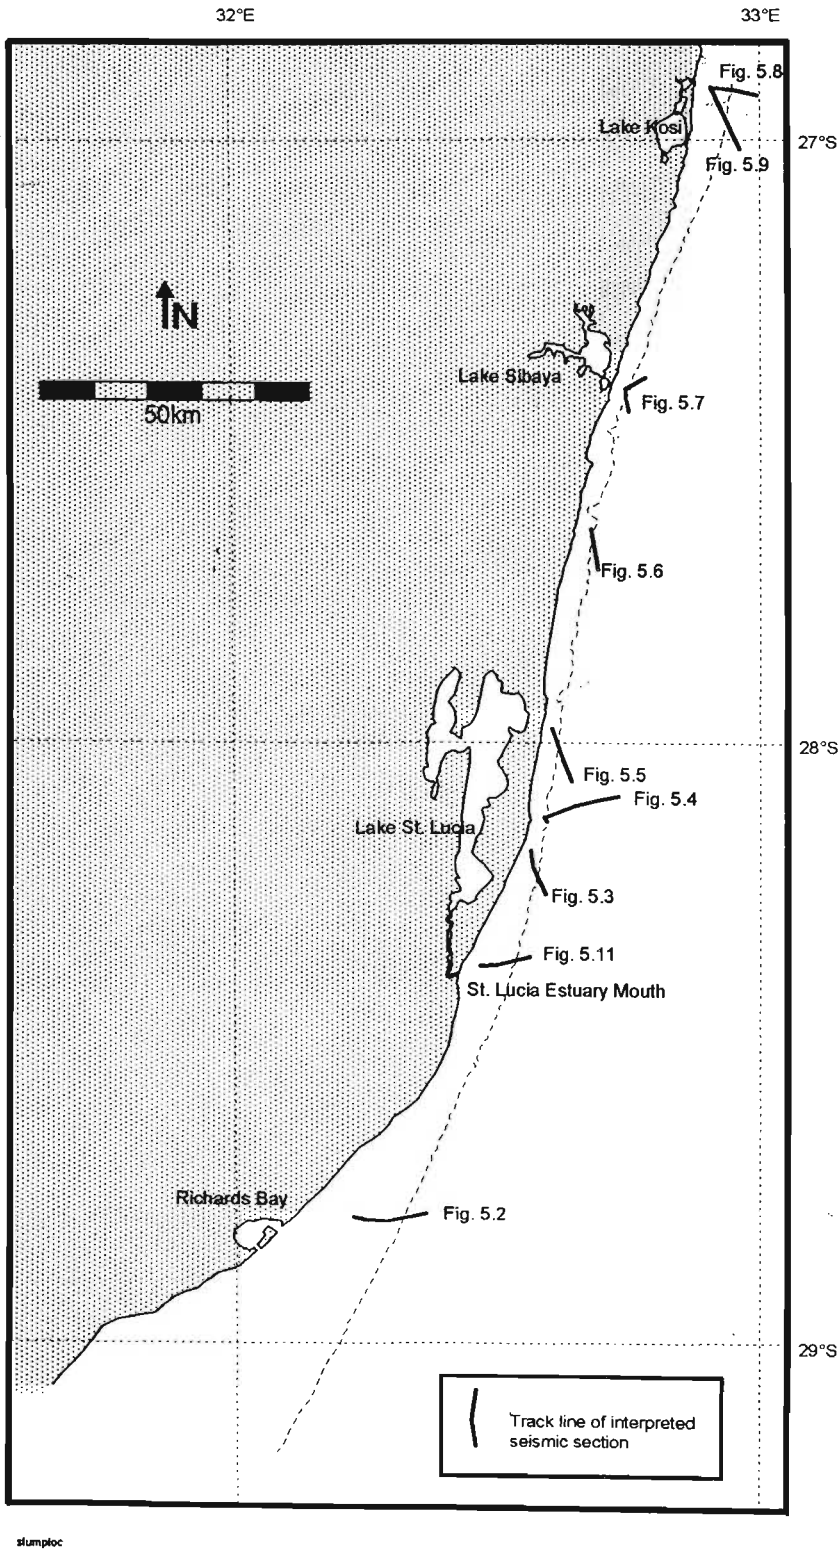 32°E
33°E
Fig. 5.8
Lake Kosi
27°S
Fig. 5.9
N
Lake Sibaya
Fig. 5.7
50km
Fig. 5.6
28°S
Fig. 5.5
Fig. 5.4
Lake St. Lucia
Fig. 5.3
Fig. 5.11
St. Lucia Estuary Mouth
Richards Bay
Fig. 5.2
29°S
Track line of interpreted
seismic section
slumploc